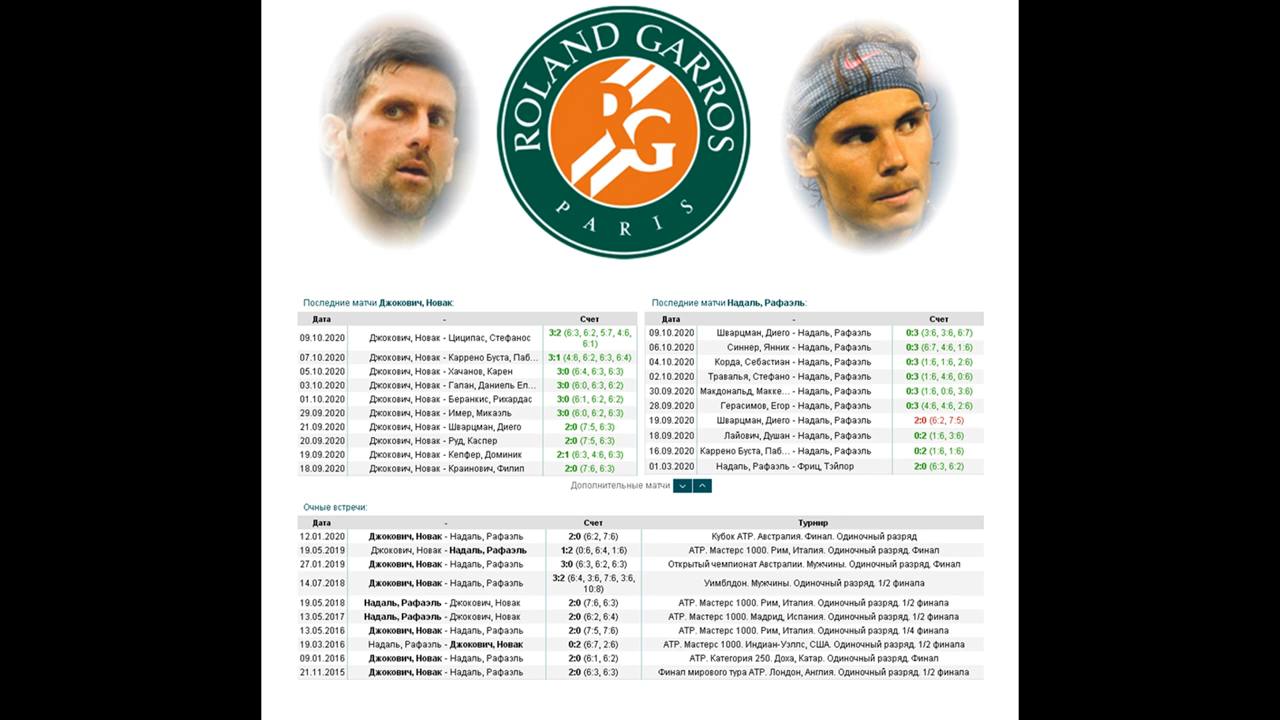 ROLAND GARROS
RG
PARIS
Последние матчи Джокович, Новак:
Дата - Счет
09.10.2020 Джокович, Новак - Циципас, Стефанос 3:2 (6:3, 6:2, 5:7, 4:6,
6:1)
07.10.2020 Джокович, Новак - Каррено Буста, Паб... 3:1 (4:6, 6:2, 6:3, 6:4)
05.10.2020 Джокович, Новак - Хачанов, Карен 3:0 (6:4, 6:3, 6:3)
03.10.2020 Джокович, Новак - Галан, Даниель Ел... 3:0 (6:0, 6:3, 6:2)
01.10.2020 Джокович, Новак - Беранкис, Рихардас 3:0 (6:1, 6:2, 6:2)
29.09.2020 Джокович, Новак - Имер, Микаэль 3:0 (6:0, 6:2, 6:3)
21.09.2020 Джокович, Новак - Шварцман, Диего 2:0 (7:5, 6:3)
20.09.2020 Джокович, Новак - Руд, Каспер 2:0 (7:5, 6:3)
19.09.2020 Джокович, Новак - Кепфер, Доминик 2:1 (6:3, 4:6, 6:3)
18.09.2020 Джокович, Новак - Краинович, Филип 2:0 (7:6, 6:3)
Последние матчи Надаль, Рафаэль:
Дата - Счет
09.10.2020 Шварцман, Диего - Надаль, Рафаэль 0:3 (3:6, 3:6, 6:7)
06.10.2020 Синнер, Янник - Надаль, Рафаэль 0:3 (6:7, 4:6, 1:6)
04.10.2020 Корда, Себастиан - Надаль, Рафаэль 0:3 (1:6, 1:6, 2:6)
02.10.2020 Травалья, Стефано - Надаль, Рафаэль 0:3 (1:6, 4:6, 0:6)
30.09.2020 Макдональд, Макке... - Надаль, Рафаэль 0:3 (1:6, 0:6, 3:6)
28.09.2020 Герасимов, Егор - Надаль, Рафаэль 0:3 (4:6, 4:6, 2:6)
19.09.2020 Шварцман, Диего - Надаль, Рафаэль 2:0 (6:2, 7:5)
18.09.2020 Лайович, Душан - Надаль, Рафаэль 0:2 (1:6, 3:6)
16.09.2020 Каррено Буста, Паб... - Надаль, Рафаэль 0:2 (1:6, 1:6)
01.03.2020 Надаль, Рафаэль - Фриц, Тэйлор 2:0 (6:3, 6:2)
Дополнительные матчи
Очные встречи:
Дата - Счет Турнир
12.01.2020 Джокович, Новак - Надаль, Рафаэль 2:0 (6:2, 7:6) Кубок ATP. Австралия. Финал. Одиночный разряд
19.05.2019 Джокович, Новак - Надаль, Рафаэль 1:2 (0:6, 6:4, 1:6) ATP. Мастерс 1000. Рим, Италия. Одиночный разряд. Финал
27.01.2019 Джокович, Новак - Надаль, Рафаэль 3:0 (6:3, 6:2, 6:3) Открытый чемпионат Австралии. Мужчины. Одиночный разряд. Финал
14.07.2018 Джокович, Новак - Надаль, Рафаэль 3:2 (6:4, 3:6, 7:6, 3:6, Уимблдон. Мужчины. Одиночный разряд. 1/2 финала
10:8)
19.05.2018 Надаль, Рафаэль - Джокович, Новак 2:0 (7:6, 6:3) ATP. Мастерс 1000. Рим, Италия. Одиночный разряд. 1/2 финала
13.05.2017 Надаль, Рафаэль - Джокович, Новак 2:0 (6:2, 6:4) ATP. Мастерс 1000. Мадрид, Испания. Одиночный разряд. 1/2 финала
13.05.2016 Джокович, Новак - Надаль, Рафаэль 2:0 (7:5, 7:6) ATP. Мастерс 1000. Рим, Италия. Одиночный разряд. 1/4 финала
19.03.2016 Надаль, Рафаэль - Джокович, Новак 0:2 (6:7, 2:6) ATP. Мастерс 1000. Индиан-Уэллс, США. Одиночный разряд. 1/2 финала
09.01.2016 Джокович, Новак - Надаль, Рафаэль 2:0 (6:1, 6:2) ATP. Категория 250. Доха, Катар. Одиночный разряд. Финал
21.11.2015 Джокович, Новак - Надаль, Рафаэль 2:0 (6:3, 6:3) Финал мирового тура ATP. Лондон, Англия. Одиночный разряд. 1/2 финала